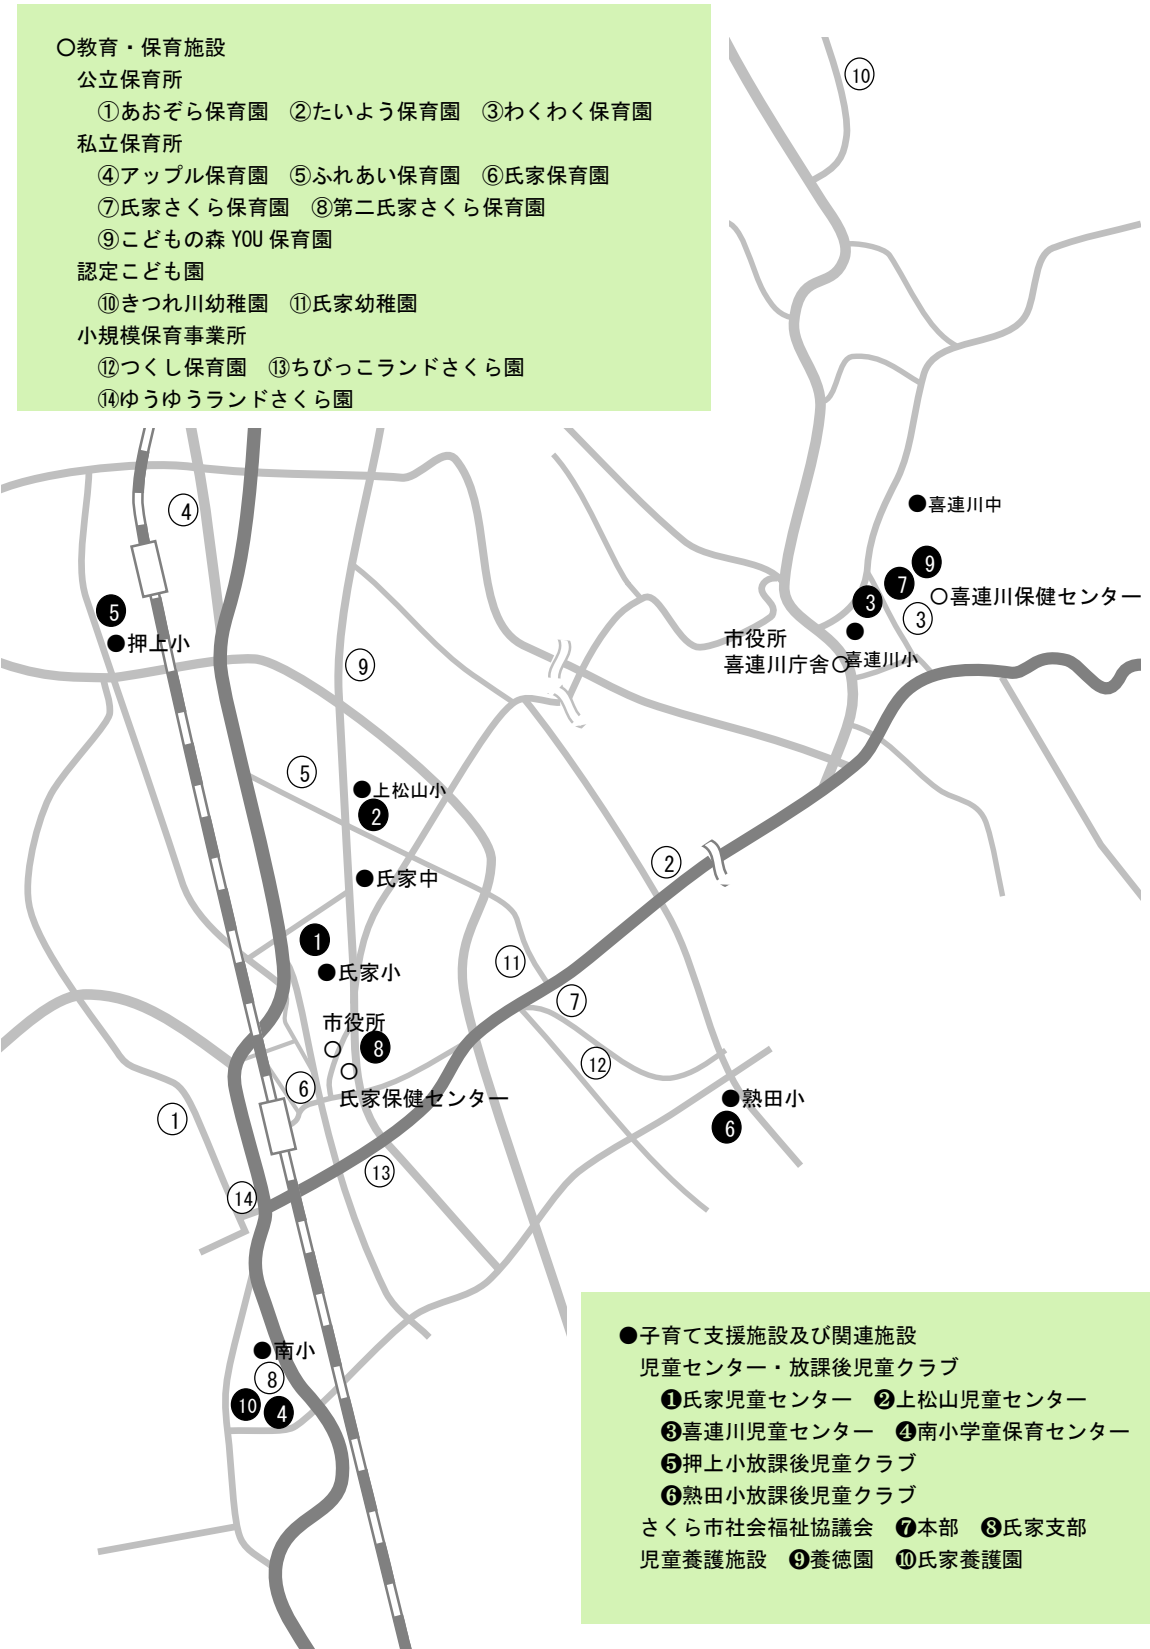 ○教育・保育施設
公立保育所
①あおぞら保育園　②たいよう保育園　③わくわく保育園
私立保育所
④アップル保育園　⑤ふれあい保育園　⑥氏家保育園
⑦氏家さくら保育園　⑧第二氏家さくら保育園
⑨こどもの森 YOU 保育園
認定こども園
⑩きつれ川幼稚園　⑪氏家幼稚園
小規模保育事業所
⑫つくし保育園　⑬ちびっこランドさくら園
⑭ゆうゆうランドさくら園
⑩
④
●喜連川中
❾
❼
❸
○喜連川保健センター
③
❺
●押上小
市役所
喜連川庁舎○
喜連川小
⑨
⑤
●上松山小
❷
②
●氏家中
❶
⑪
●氏家小
⑦
市役所
❽
⑫
⑥
氏家保健センター
●熟田小
①
❻
⑬
⑭
●南小
⑧
❿
❹
●子育て支援施設及び関連施設
児童センター・放課後児童クラブ
❶氏家児童センター　❷上松山児童センター
❸喜連川児童センター　❹南小学童保育センター
❺押上小放課後児童クラブ
❻熟田小放課後児童クラブ
さくら市社会福祉協議会　❼本部　❽氏家支部
児童養護施設　❾養徳園　❿氏家養護園